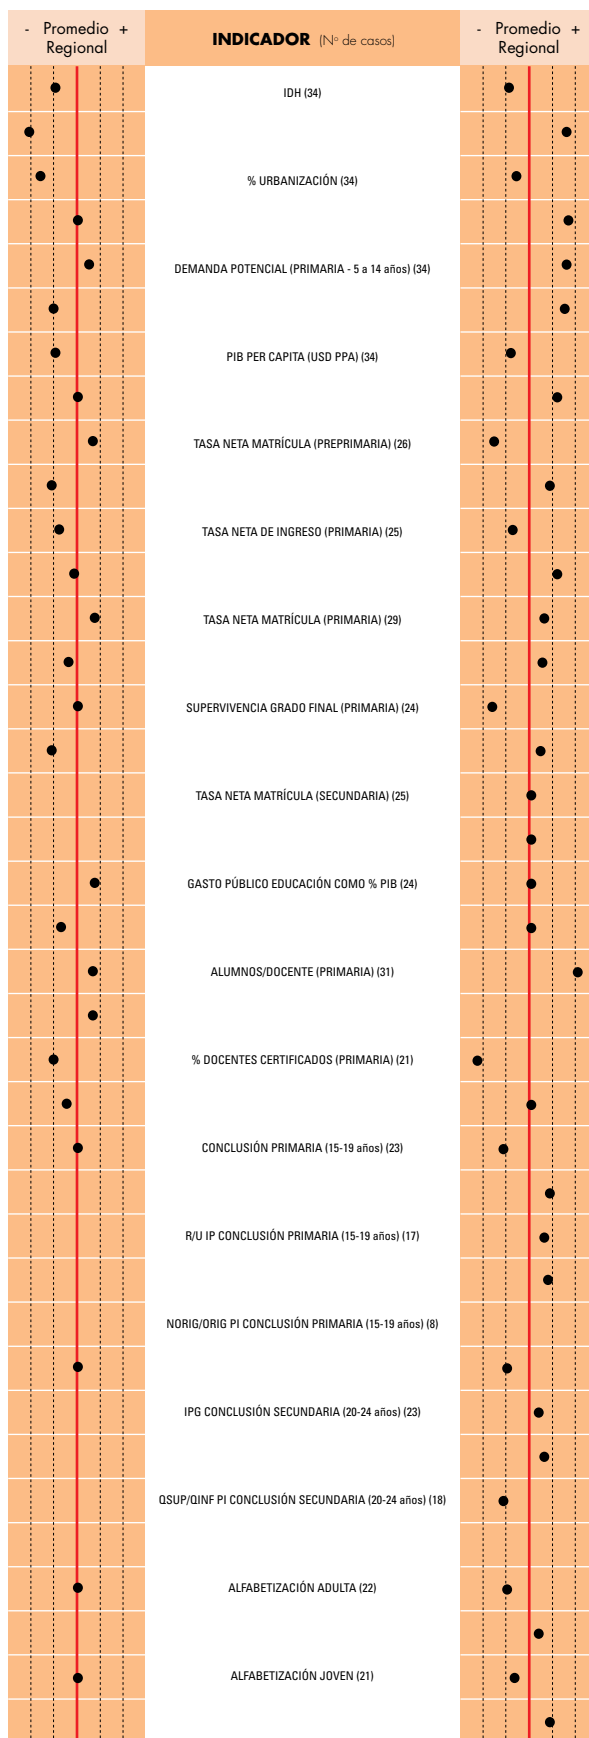 - Promedio +
Regional
INDICADOR (Nº de casos)
- Promedio +
Regional
IDH (34)
% URBANIZACIÓN (34)
DEMANDA POTENCIAL (PRIMARIA - 5 a 14 años) (34)
PIB PER CAPITA (USD PPA) (34)
TASA NETA MATRÍCULA (PREPRIMARIA) (26)
TASA NETA DE INGRESO (PRIMARIA) (25)
TASA NETA MATRÍCULA (PRIMARIA) (29)
SUPERVIVENCIA GRADO FINAL (PRIMARIA) (24)
TASA NETA MATRÍCULA (SECUNDARIA) (25)
GASTO PÚBLICO EDUCACIÓN COMO % PIB (24)
ALUMNOS/DOCENTE (PRIMARIA) (31)
% DOCENTES CERTIFICADOS (PRIMARIA) (21)
CONCLUSIÓN PRIMARIA (15-19 años) (23)
R/U IP CONCLUSIÓN PRIMARIA (15-19 años) (17)
NORIG/ORIG PI CONCLUSIÓN PRIMARIA (15-19 años) (8)
IPG CONCLUSIÓN SECUNDARIA (20-24 años) (23)
QSUP/QINF PI CONCLUSIÓN SECUNDARIA (20-24 años) (18)
ALFABETIZACIÓN ADULTA (22)
ALFABETIZACIÓN JOVEN (21)